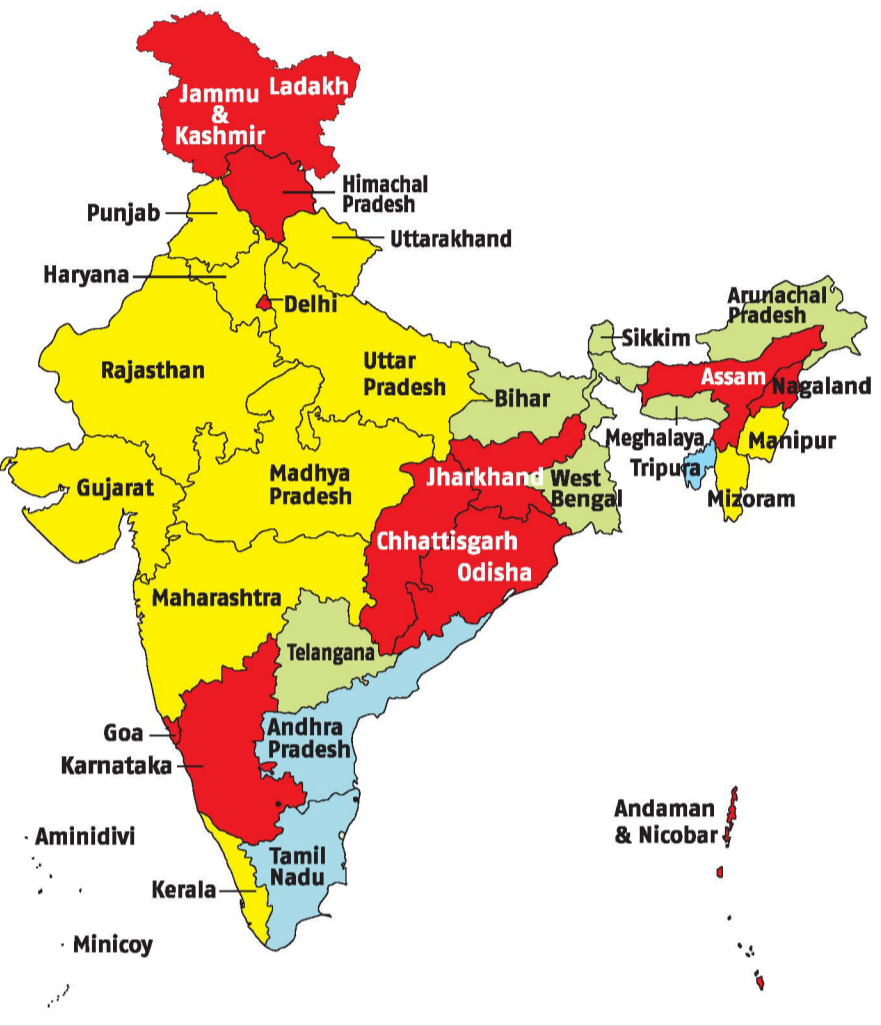 Ladakh
Jammu
&
Kashmir
Himachal
Pradesh
Punjab
Uttarakhand
Haryana
Delhi
Arunachal
Pradesh
Sikkim
Rajasthan
Uttar
Pradesh
Assam
Nagaland
Bihar
Meghalaya
Manipur
Tripura
Gujarat
Madhya
Pradesh
Jharkhand
West
Bengal
Mizoram
Chhattisgarh
Odisha
Maharashtra
Telangana
Goa
Andhra
Pradesh
Karnataka
Andaman
& Nicobar
Aminidivi
Tamil
Nadu
Kerala
Minicoy